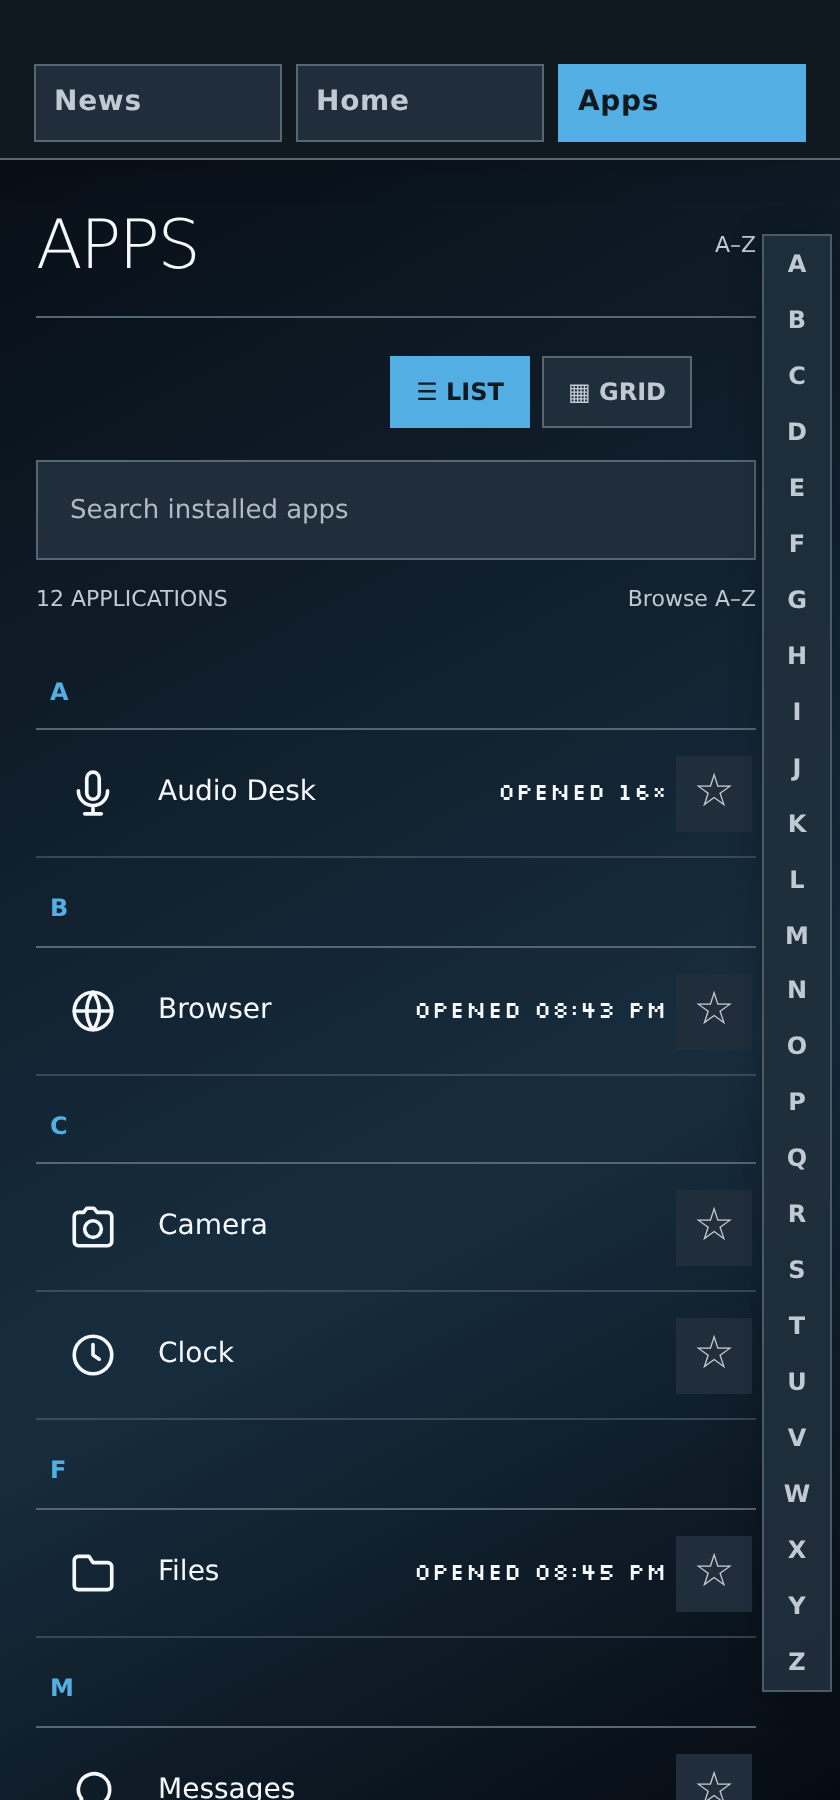 News Home Apps
APPS A–Z
☰ LIST ▦ GRID
Search installed apps
12 APPLICATIONS Browse A–Z
A
Audio Desk OPENED 16×
B
Browser OPENED 08:43 PM
C
Camera
Clock
F
Files OPENED 08:45 PM
M
Messages
A
B
C
D
E
F
G
H
I
J
K
L
M
N
O
P
Q
R
S
T
U
V
W
X
Y
Z